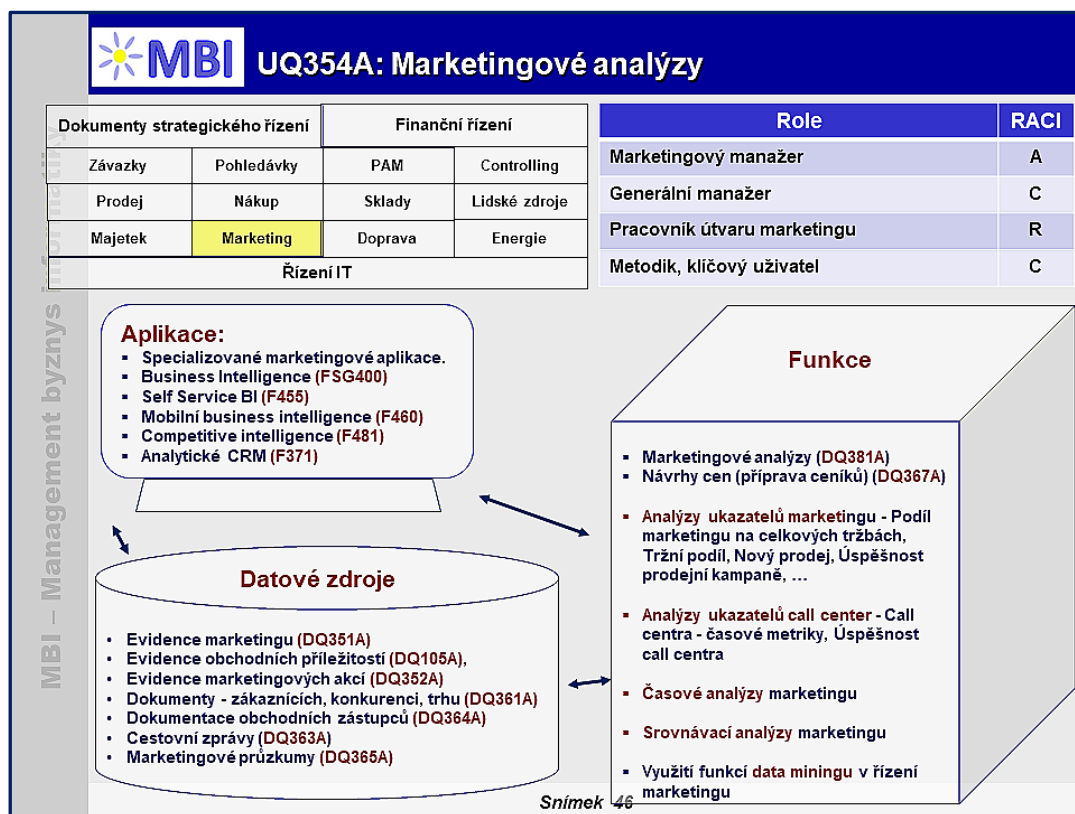 MBI
UQ354A: Marketingové analýzy
MBI – Management byznys informatiky
Dokumenty strategického řízení
Finanční řízení
Závazky
Pohledávky
PAM
Controlling
Prodej
Nákup
Sklady
Lidské zdroje
Majetek
Marketing
Doprava
Energie
Řízení IT
Role
RACI
Marketingový manažer
A
Generální manažer
C
Pracovník útvaru marketingu
R
Metodik, klíčový uživatel
C
Aplikace:
▪ Specializované marketingové aplikace.
▪ Business Intelligence (FSG400)
▪ Self Service BI (F455)
▪ Mobilní business intelligence (F460)
▪ Competitive intelligence (F481)
▪ Analytické CRM (F371)
Datové zdroje
• Evidence marketingu (DQ351A)
• Evidence obchodních příležitostí (DQ105A),
• Evidence marketingových akcí (DQ352A)
• Dokumenty - zákaznících, konkurenci, trhu (DQ361A)
• Dokumentace obchodních zástupců (DQ364A)
• Cestovní zprávy (DQ363A)
• Marketingové průzkumy (DQ365A)
Funkce
▪ Marketingové analýzy (DQ381A)
▪ Návrhy cen (příprava ceníků) (DQ367A)
▪ Analýzy ukazatelů marketingu - Podíl
marketingu na celkových tržbách,
Tržní podíl, Nový prodej, Úspěšnost
prodejní kampaně, …
▪ Analýzy ukazatelů call center - Call
centra - časové metriky, Úspěšnost
call centra
▪ Časové analýzy marketingu
▪ Srovnávací analýzy marketingu
▪ Využití funkcí data miningu v řízení
marketingu
Snímek 46